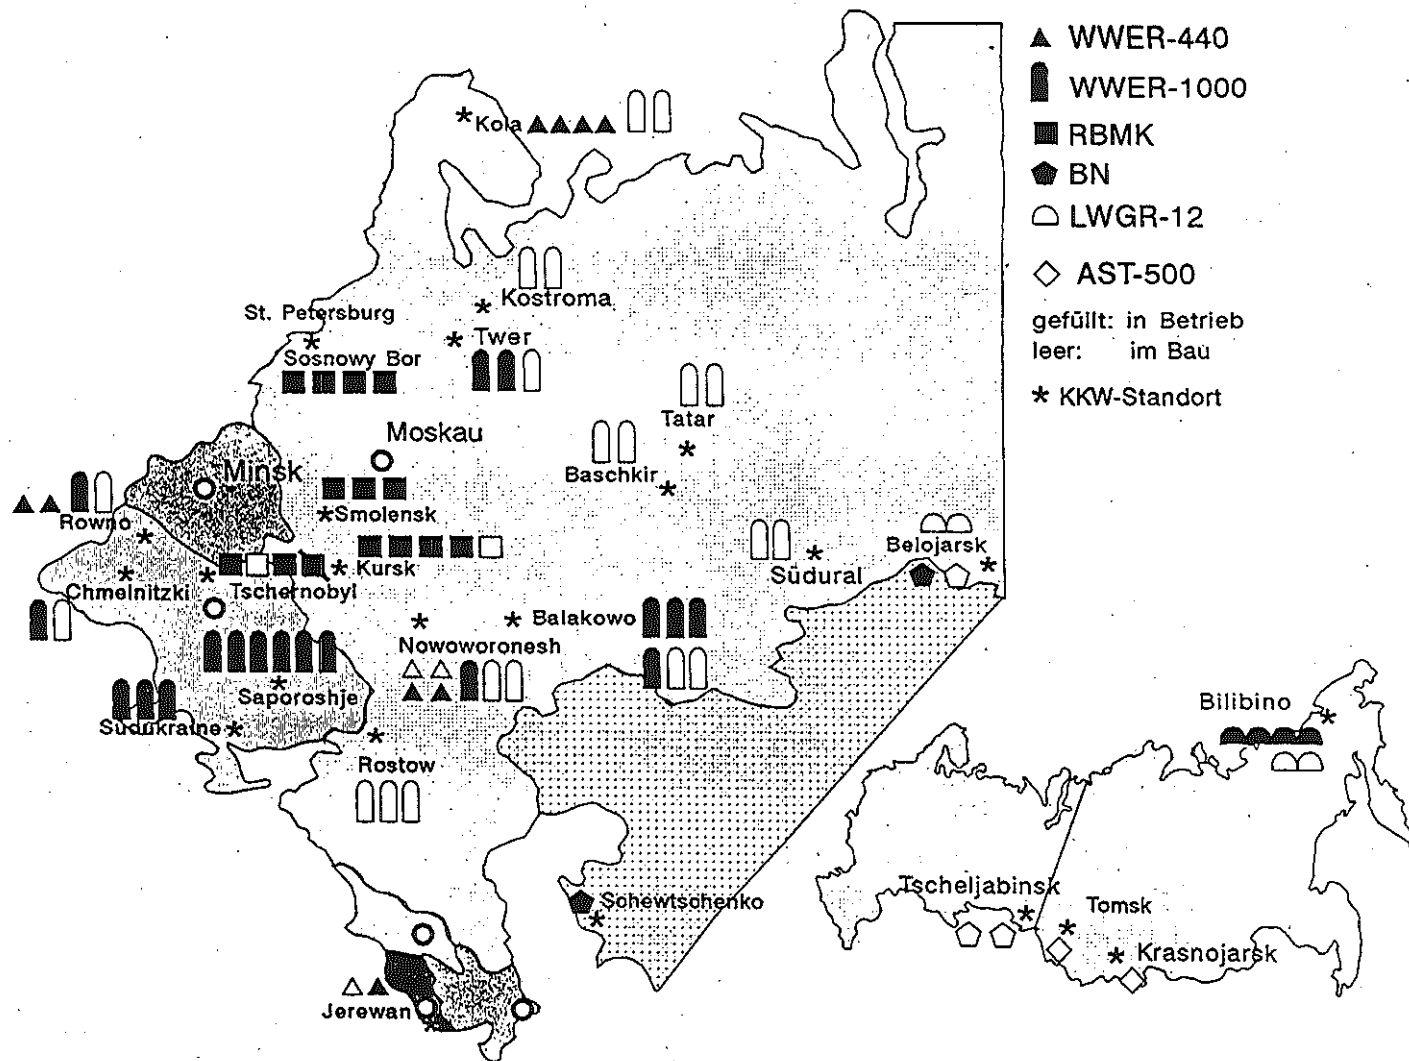 WWER-440
WWER-1000
RBMK
BN
LWGR-12
AST-500
gefüllt: in Betrieb
leer: im Bau
* KKW-Standort
Kola
Kostroma
St. Petersburg
Twer
Sosnowy Bor
Tatar
Moskau
Baschkir
Minsk
Rowno
Smolensk
Belojarsk
Kursk
Südural
Chmelnitzki
Tschernobyl
Balakowo
Nowoworonesh
Saporoshje
Südukraine
Bilibino
Rostow
Tscheljabinsk
Schewtschenko
Tomsk
Krasnojarsk
Jerewan